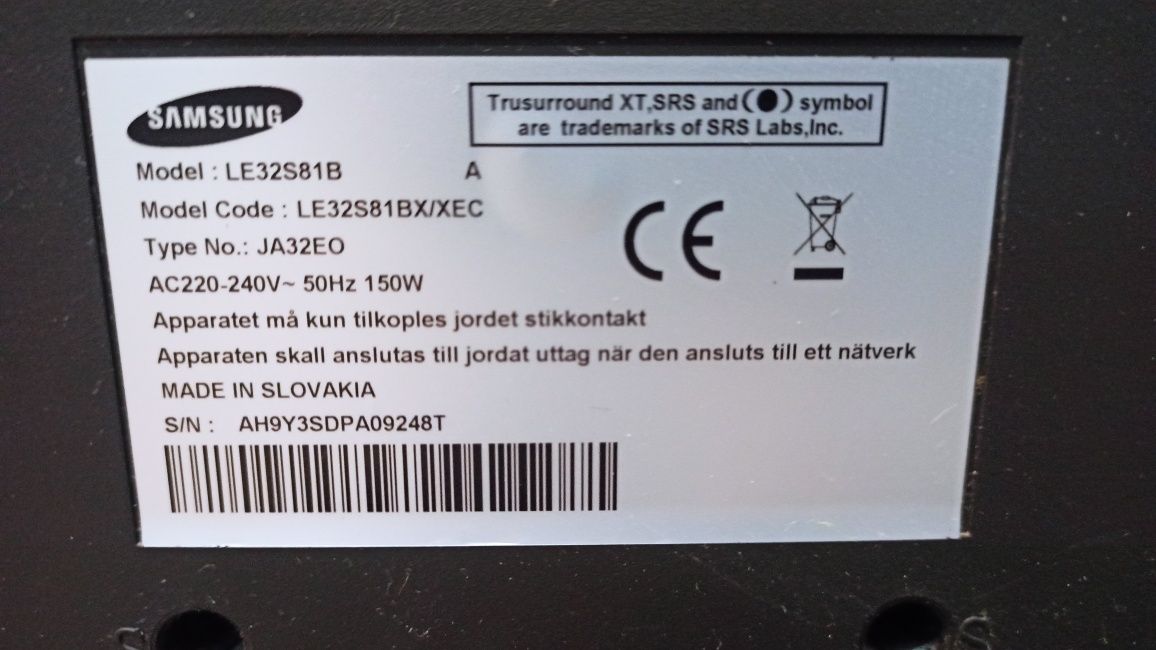 SAMSUNG
Trusurround XT,SRS and (●) symbol
are trademarks of SRS Labs,Inc.
Model : LE32S81B A
Model Code : LE32S81BX/XEC
Type No.: JA32EO
AC220-240V~ 50Hz 150W
Apparatet må kun tilkoples jordet stikkontakt
Apparaten skall anslutas till jordat uttag när den ansluts till ett nätverk
MADE IN SLOVAKIA
S/N : AH9Y3SDPA09248T